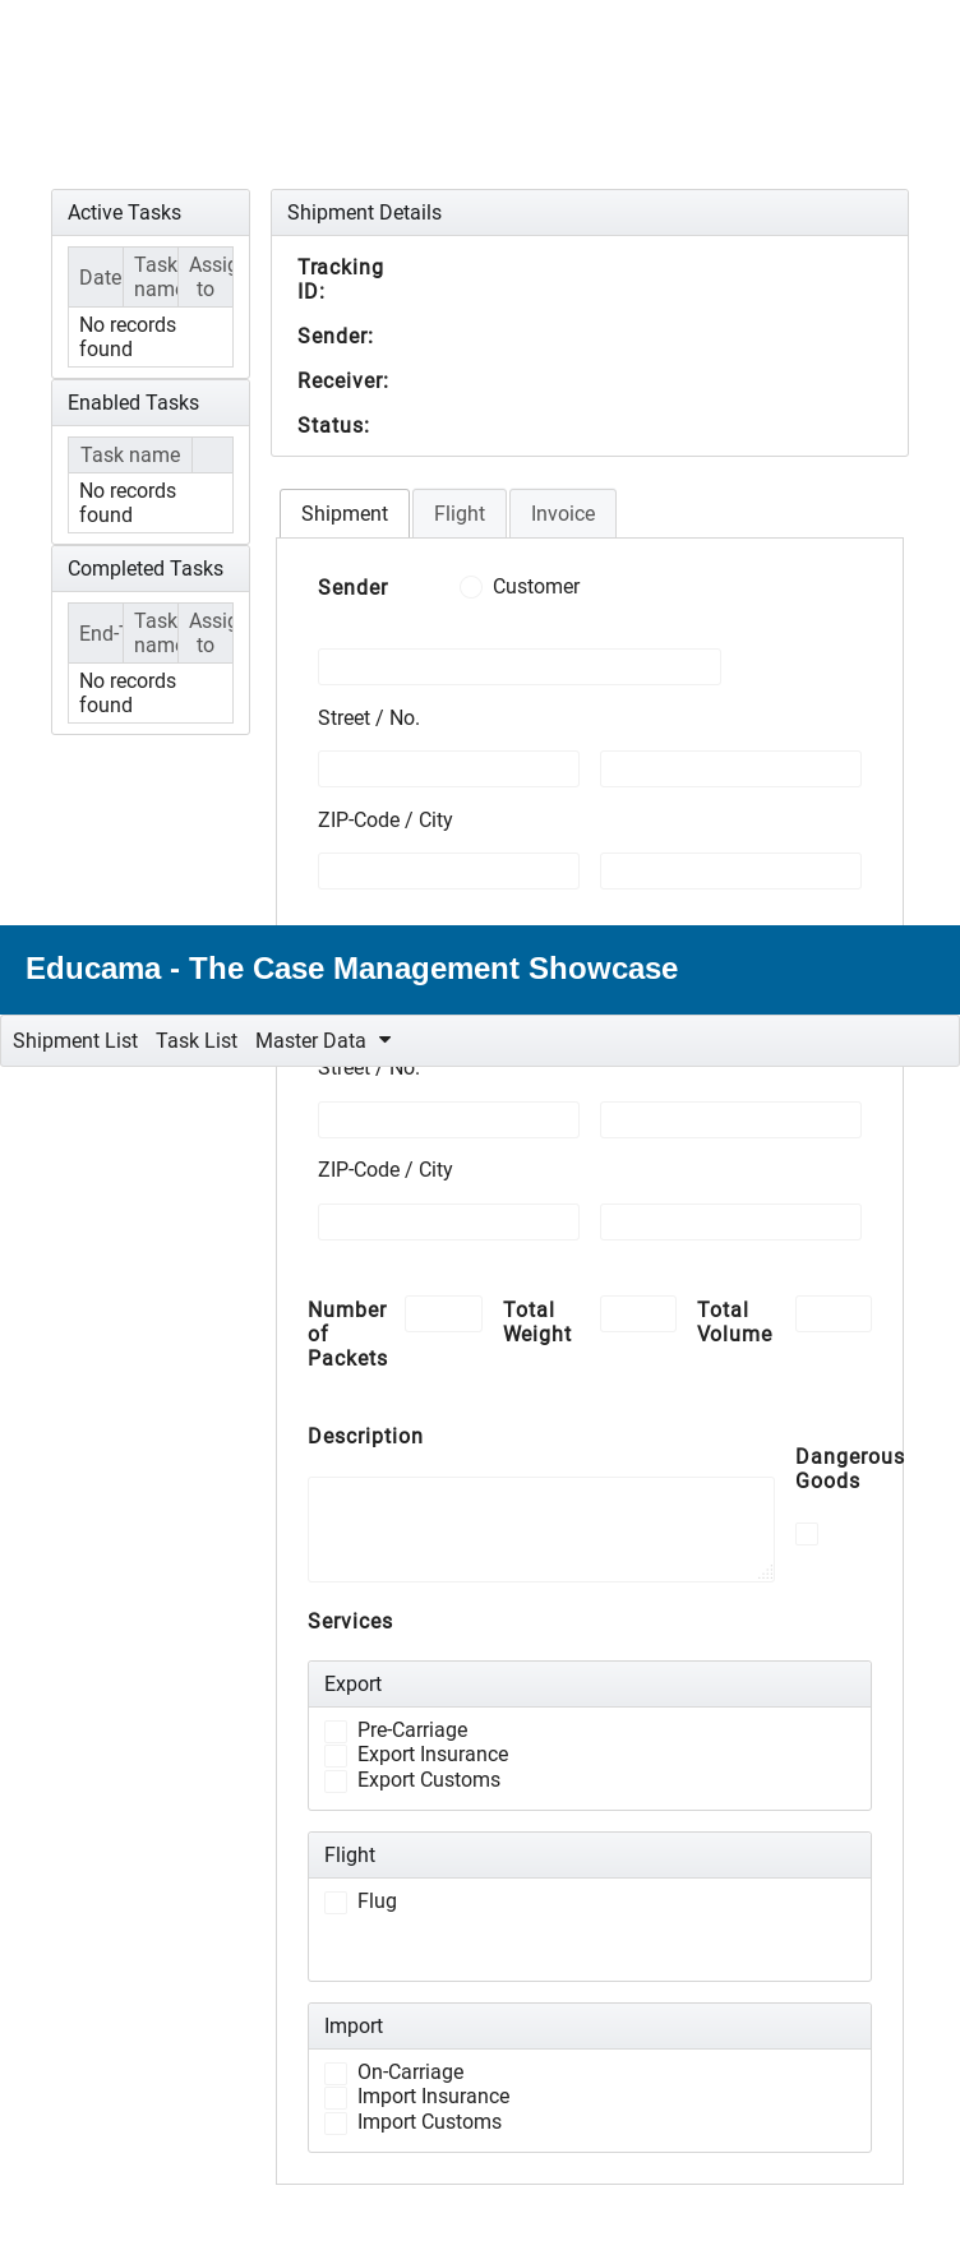 Active Tasks
Date
Task
name
Assig
to
No records
found
Enabled Tasks
Task name
No records
found
Completed Tasks
End-T
Task
name
Assig
to
No records
found
Shipment Details
Tracking
ID:
Sender:
Receiver:
Status:
Shipment Flight Invoice
Sender Customer
Street / No.
ZIP-Code / City
Educama - The Case Management Showcase
Shipment List Task List Master Data
Street / No.
ZIP-Code / City
Number
of
Packets
Total
Weight
Total
Volume
Description
Dangerous
Goods
Services
Export
Pre-Carriage
Export Insurance
Export Customs
Flight
Flug
Import
On-Carriage
Import Insurance
Import Customs